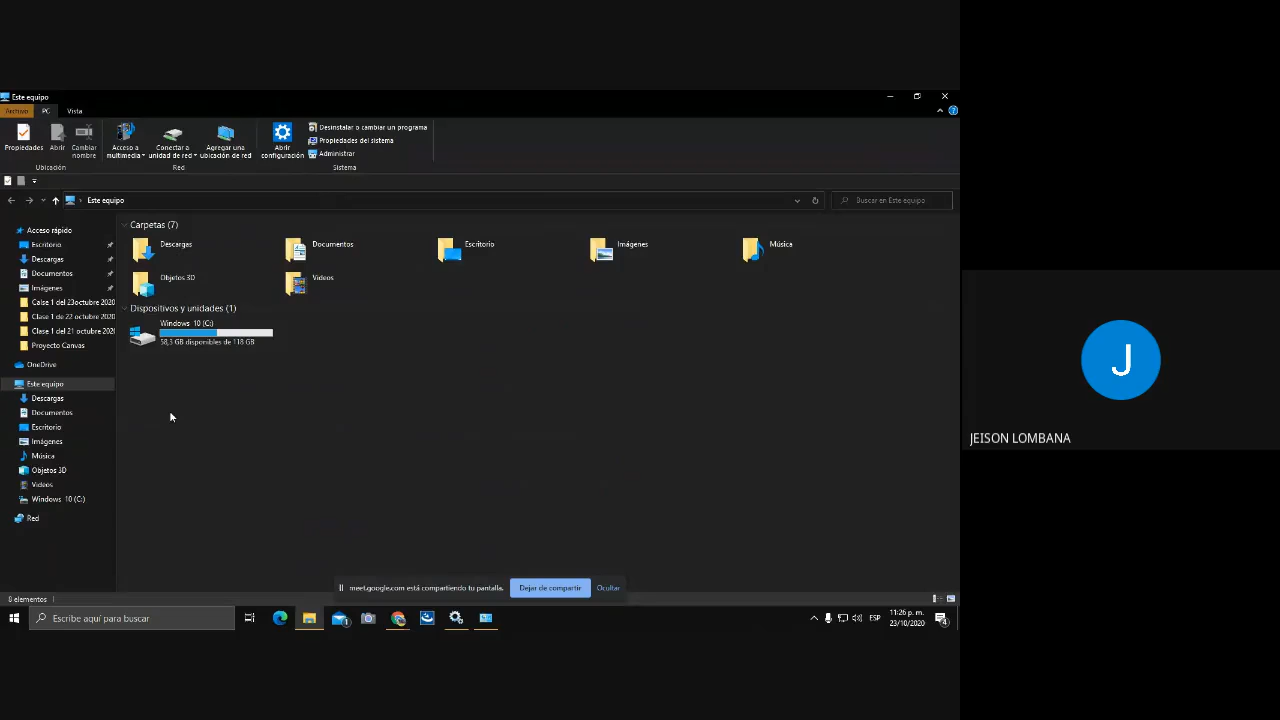 Este equipo
Archivo PC Vista
Propiedades Abrir Cambiar nombre
Ubicación
Acceso a multimedia Conectar a unidad de red Agregar una ubicación de red
Red
Abrir configuración
Desinstalar o cambiar un programa
Propiedades del sistema
Administrar
Sistema
Este equipo
Buscar en Este equipo
Acceso rápido
Escritorio
Descargas
Documentos
Imágenes
Calse 1 del 23octubre 2020
Clase 1 de 22 octubre 2020
Clase 1 del 21 octubre 2020
Proyecto Canvas
OneDrive
Este equipo
Descargas
Documentos
Escritorio
Imágenes
Música
Objetos 3D
Videos
Windows 10 (C:)
Red
Carpetas (7)
Descargas Documentos Escritorio Imágenes Música
Objetos 3D Videos
Dispositivos y unidades (1)
Windows 10 (C:)
58,3 GB disponibles de 118 GB
meet.google.com está compartiendo tu pantalla. Dejar de compartir Ocultar
8 elementos
Escribe aquí para buscar
1
ESP
11:26 p. m.
23/10/2020
4
J
JEISON LOMBANA